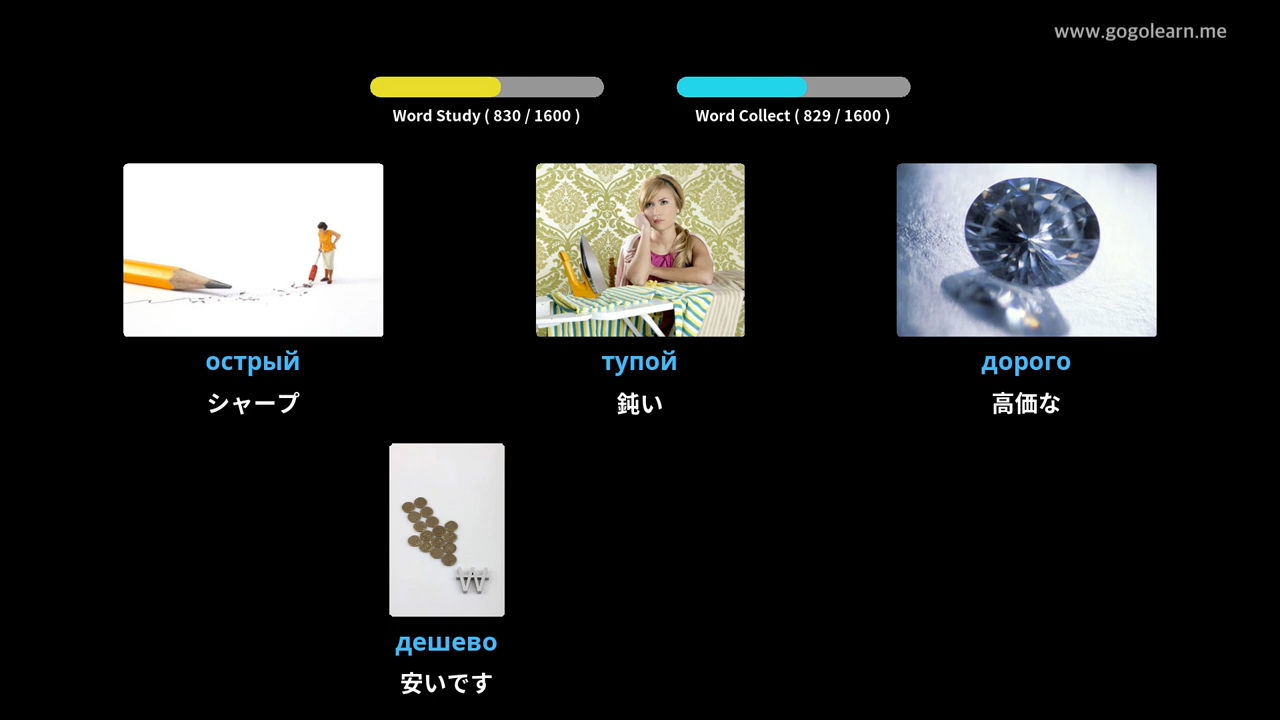 www.gogolearn.me
Word Study ( 830 / 1600 )
Word Collect ( 829 / 1600 )
острый
シャープ
тупой
鈍い
дорого
高価な
дешево
安いです